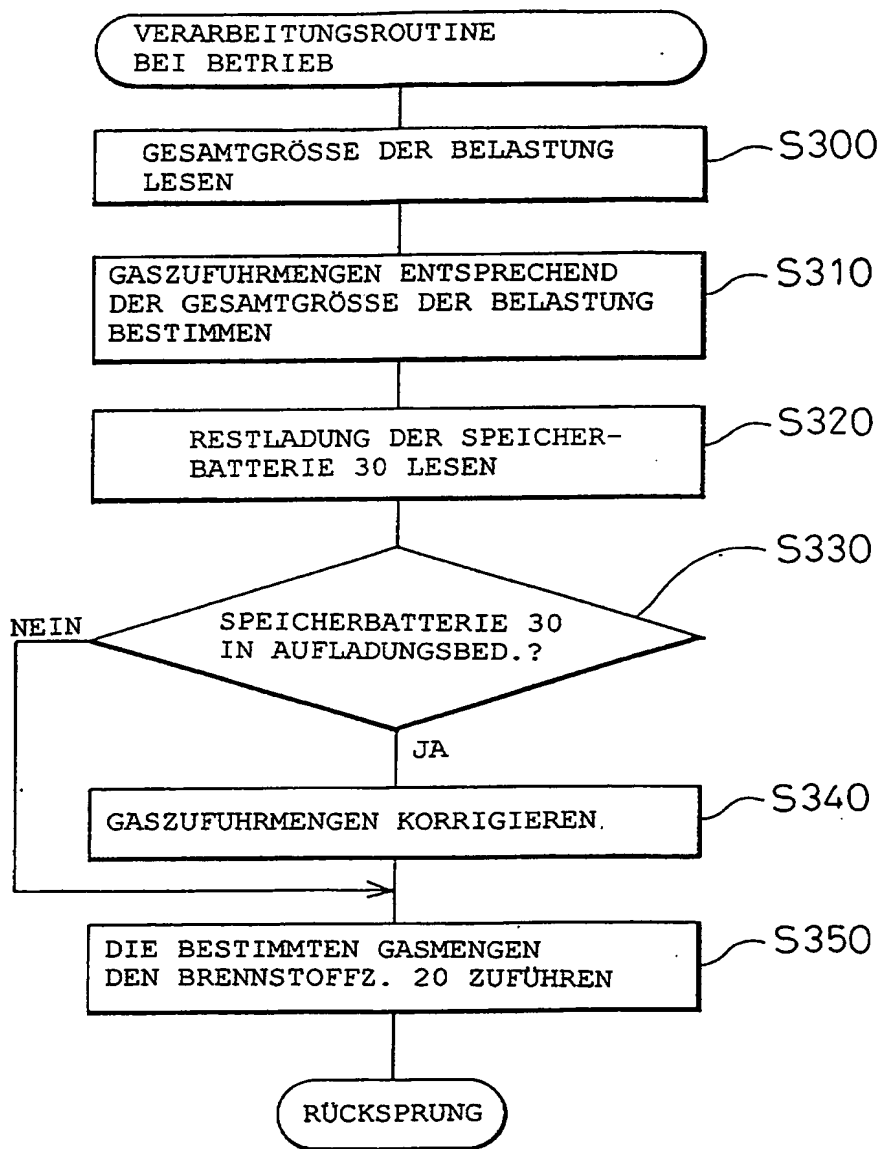 VERARBEITUNGSROUTINE
BEI BETRIEB
GESAMTGRÖSSE DER BELASTUNG
LESEN
S300
GASZUFUHRMENGEN ENTSPRECHEND
DER GESAMTGRÖSSE DER BELASTUNG
BESTIMMEN
S310
RESTLADUNG DER SPEICHER-
BATTERIE 30 LESEN
S320
SPEICHERBATTERIE 30
IN AUFLADUNGSBED.?
S330
NEIN
JA
GASZUFUHRMENGEN KORRIGIEREN.
S340
DIE BESTIMMTEN GASMENGEN
DEN BRENNSTOFFZ. 20 ZUFÜHREN
S350
RÜCKSPRUNG